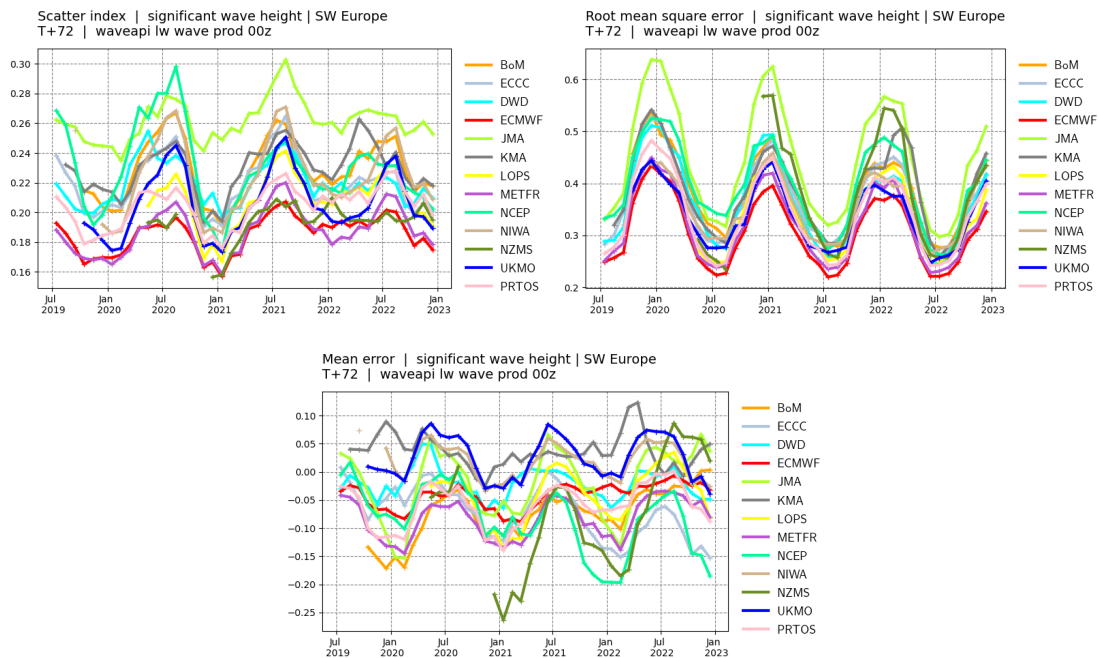 Scatter index | significant wave height | SW Europe
T+72 | waveapi lw wave prod 00z
0.30
0.28
0.26
0.24
0.22
0.20
0.18
0.16
Jul 2019
Jan 2020
Jul 2020
Jan 2021
Jul 2021
Jan 2022
Jul 2022
Jan 2023
BoM
ECCC
DWD
ECMWF
JMA
KMA
LOPS
METFR
NCEP
NIWA
NZMS
UKMO
PRTOS
Root mean square error | significant wave height | SW Europe
T+72 | waveapi lw wave prod 00z
0.6
0.5
0.4
0.3
0.2
Jul 2019
Jan 2020
Jul 2020
Jan 2021
Jul 2021
Jan 2022
Jul 2022
Jan 2023
BoM
ECCC
DWD
ECMWF
JMA
KMA
LOPS
METFR
NCEP
NIWA
NZMS
UKMO
PRTOS
Mean error | significant wave height | SW Europe
T+72 | waveapi lw wave prod 00z
0.10
0.05
0.00
−0.05
−0.10
−0.15
−0.20
−0.25
Jul 2019
Jan 2020
Jul 2020
Jan 2021
Jul 2021
Jan 2022
Jul 2022
Jan 2023
BoM
ECCC
DWD
ECMWF
JMA
KMA
LOPS
METFR
NCEP
NIWA
NZMS
UKMO
PRTOS